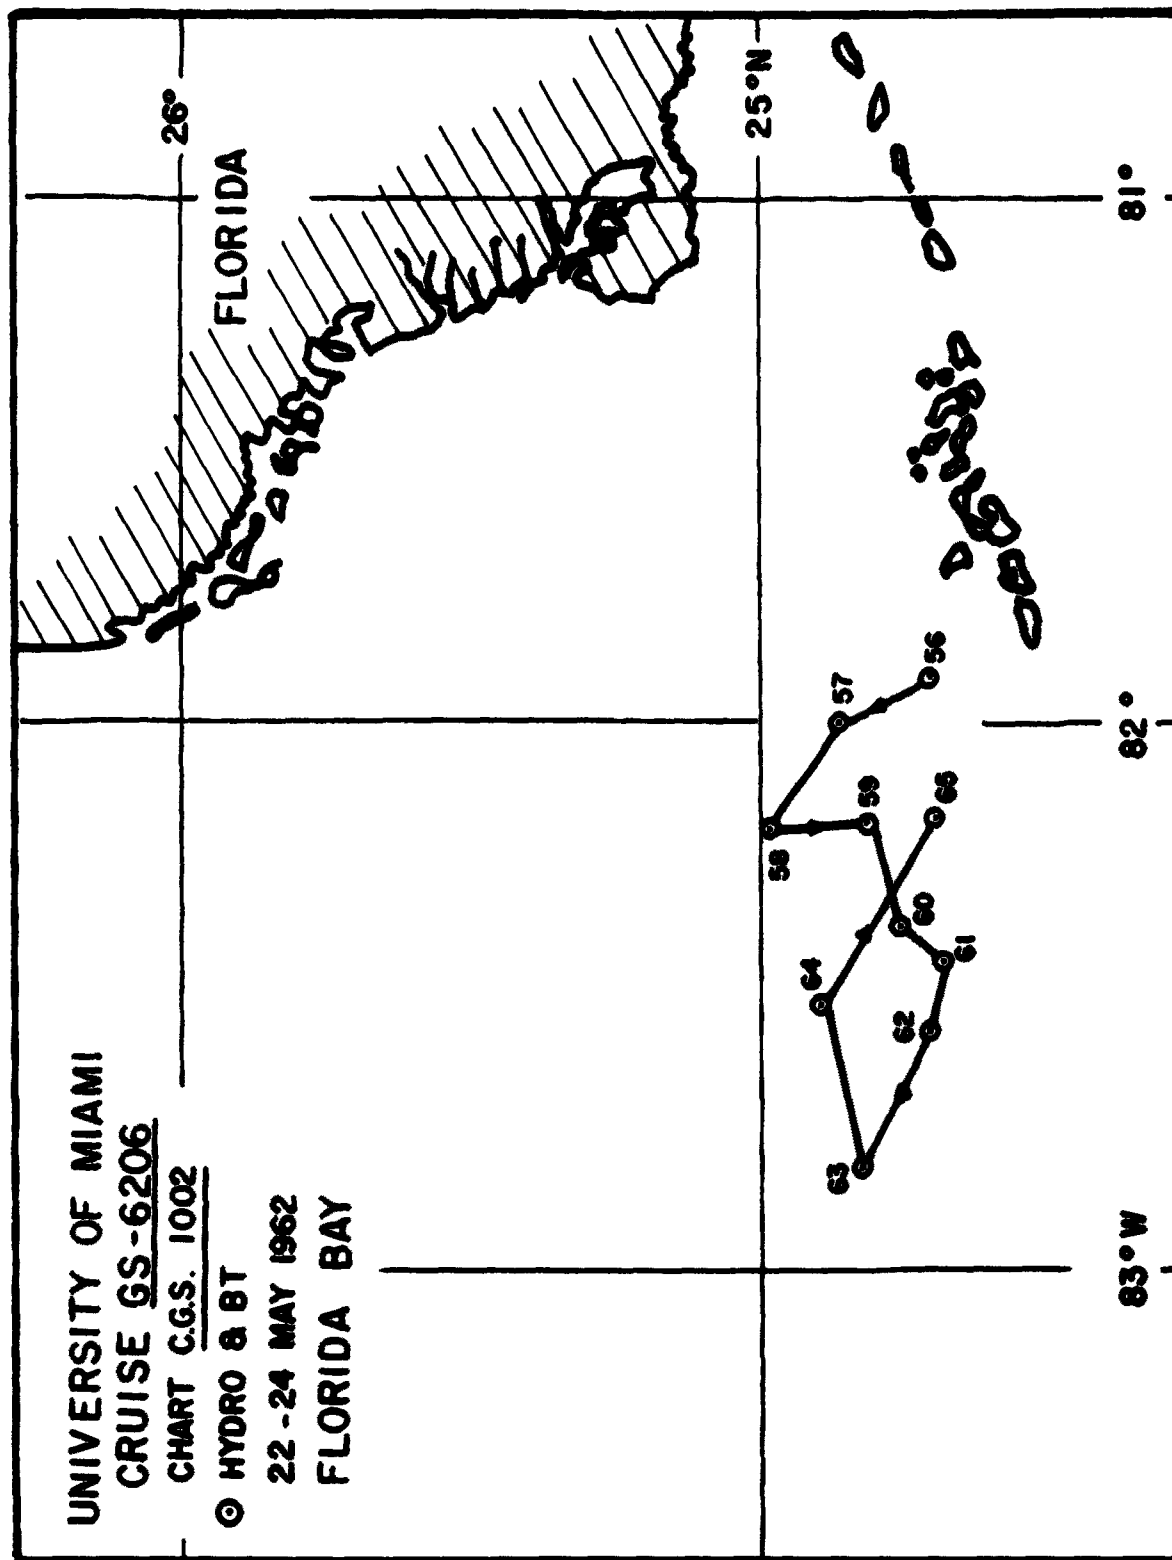 UNIVERSITY OF MIAMI
CRUISE GS-6206
CHART C.G.S. 1002
HYDRO & BT
22-24 MAY 1962
FLORIDA BAY
FLORIDA
26°
25°N
83°W
82°
81°
56
57
58
59
60
61
62
63
64
65